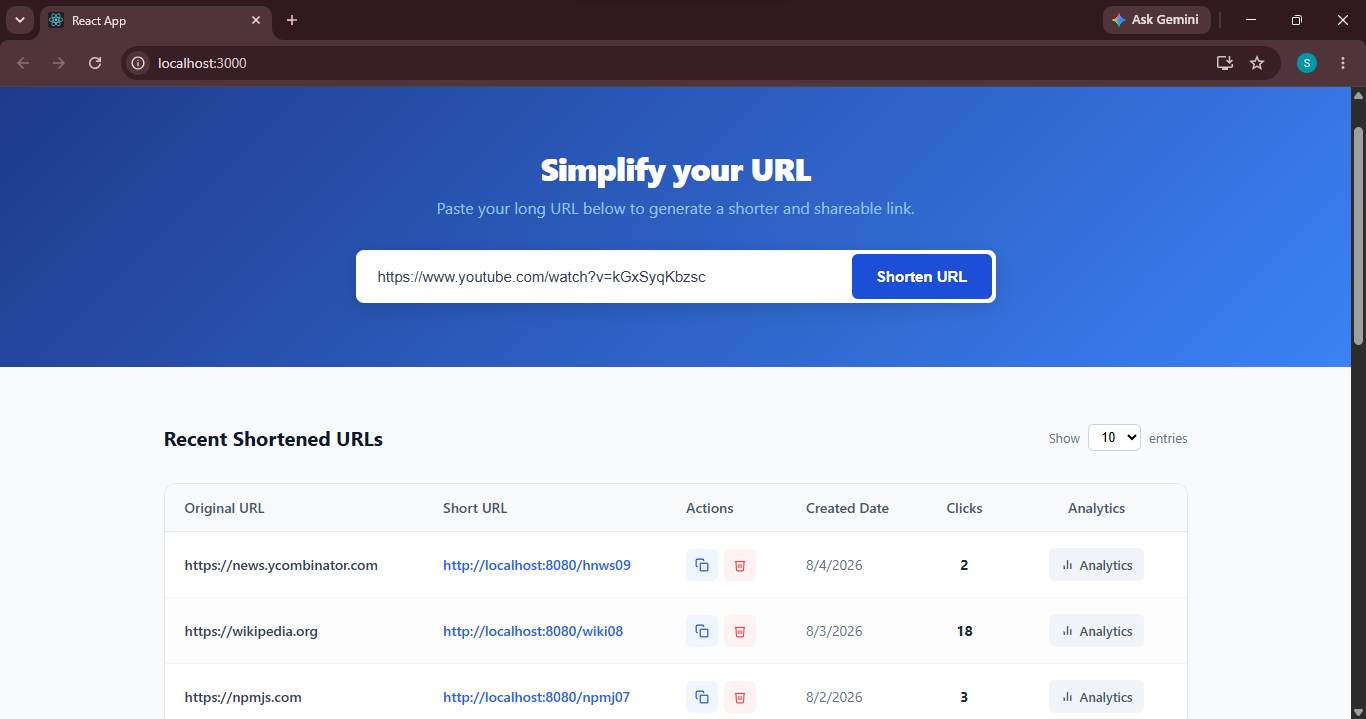 React App
Ask Gemini
localhost:3000
S
Simplify your URL
Paste your long URL below to generate a shorter and shareable link.
https://www.youtube.com/watch?v=kGxSyqKbzsc Shorten URL
Recent Shortened URLs Show 10 entries
Original URL Short URL Actions Created Date Clicks Analytics
https://news.ycombinator.com http://localhost:8080/hnws09 8/4/2026 2 Analytics
https://wikipedia.org http://localhost:8080/wiki08 8/3/2026 18 Analytics
https://npmjs.com http://localhost:8080/npmj07 8/2/2026 3 Analytics